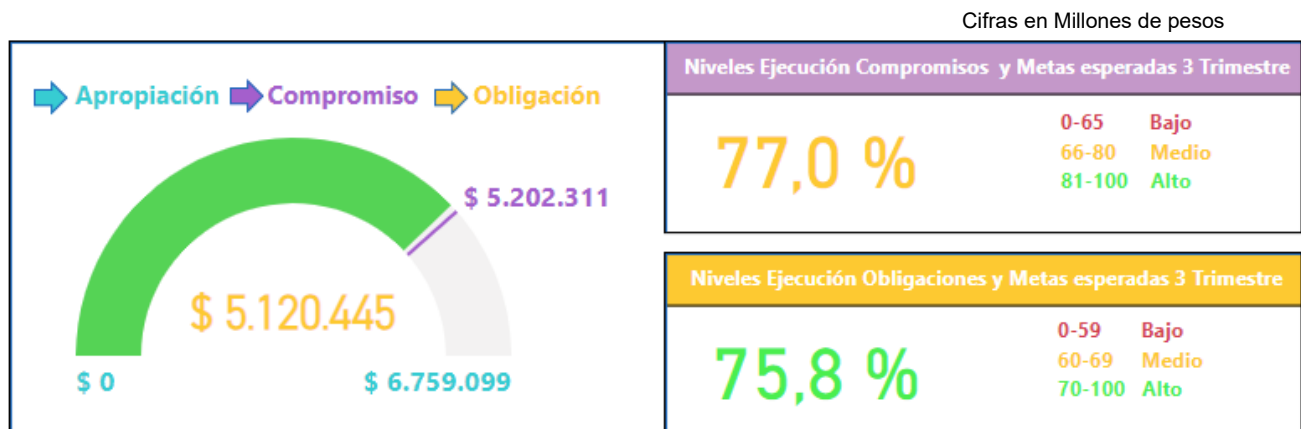 Cifras en Millones de pesos
Apropiación Compromiso Obligación
$ 5.202.311
$ 5.120.445
$ 0 $ 6.759.099
Niveles Ejecución Compromisos y Metas esperadas 3 Trimestre
77,0 %
0-65 Bajo
66-80 Medio
81-100 Alto
Niveles Ejecución Obligaciones y Metas esperadas 3 Trimestre
75,8 %
0-59 Bajo
60-69 Medio
70-100 Alto